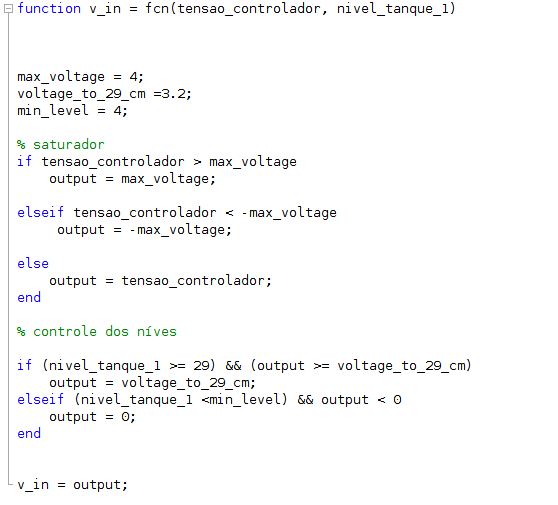 function v_in = fcn(tensao_controlador, nivel_tanque_1)
max_voltage = 4;
voltage_to_29_cm =3.2;
min_level = 4;
% saturador
if tensao_controlador > max_voltage
output = max_voltage;
elseif tensao_controlador < -max_voltage
output = -max_voltage;
else
output = tensao_controlador;
end
% controle dos níves
if (nivel_tanque_1 >= 29) && (output >= voltage_to_29_cm)
output = voltage_to_29_cm;
elseif (nivel_tanque_1 <min_level) && output < 0
output = 0;
end
v_in = output;